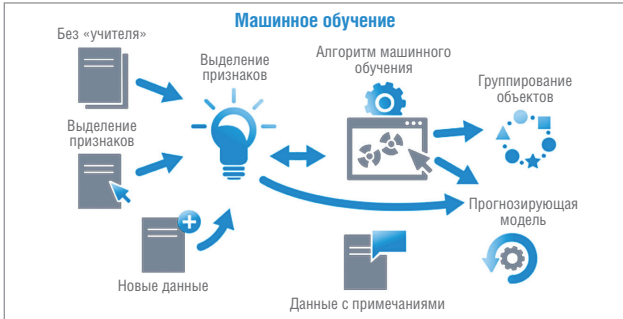 Машинное обучение
Без «учителя»
Выделение
признаков
Алгоритм машинного
обучения
Группирование
объектов
Выделение
признаков
Прогнозирующая
модель
Новые данные
Данные с примечаниями